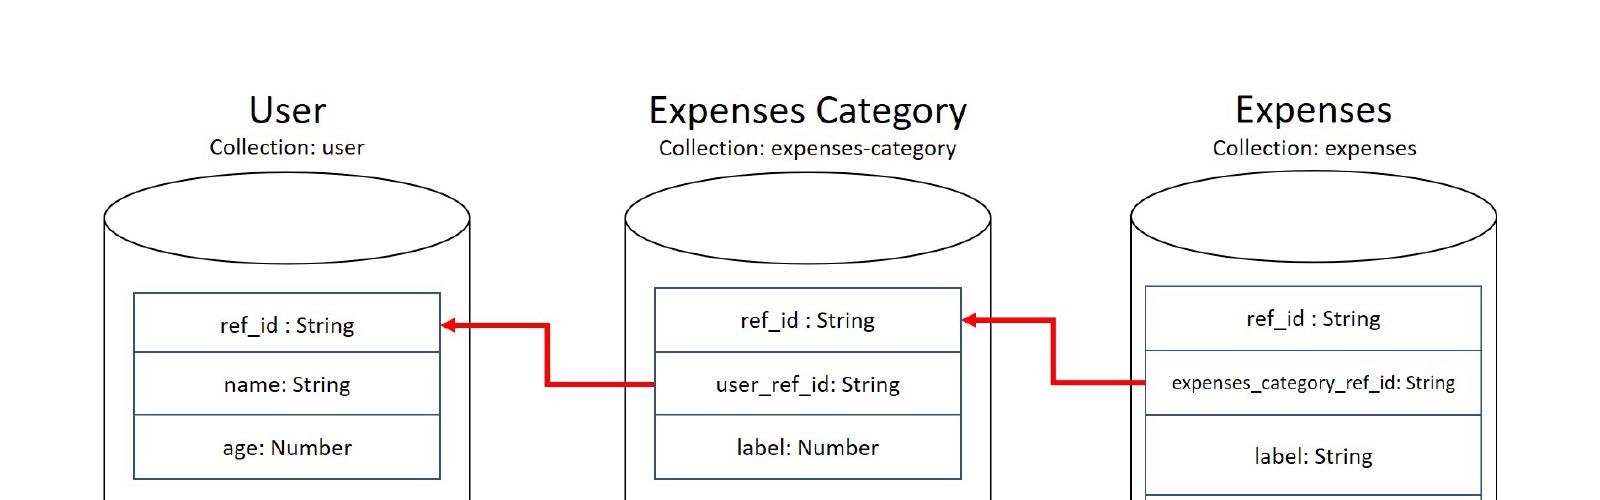 User
Collection: user
ref_id : String
name: String
age: Number
Expenses Category
Collection: expenses-category
ref_id : String
user_ref_id: String
label: Number
Expenses
Collection: expenses
ref_id : String
expenses_category_ref_id: String
label: String